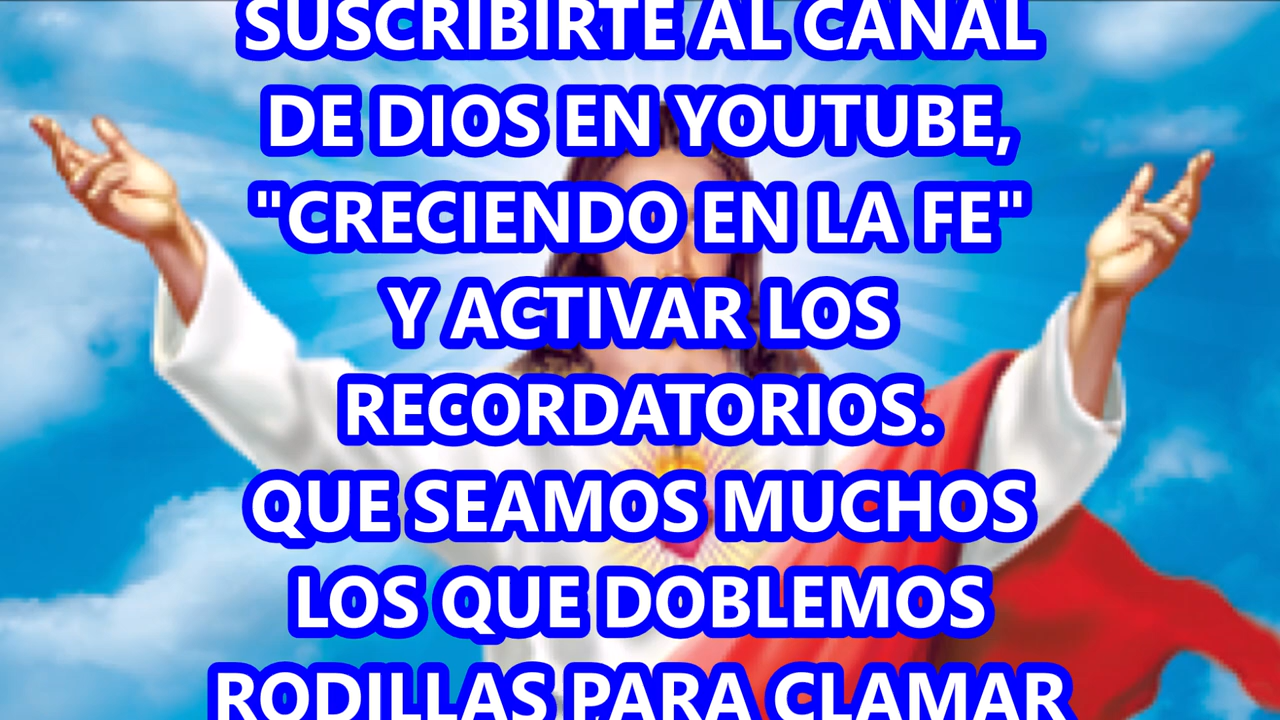 SUSCRIBIRTE AL CANAL
DE DIOS EN YOUTUBE,
"CRECIENDO EN LA FE"
Y ACTIVAR LOS
RECORDATORIOS.
QUE SEAMOS MUCHOS
LOS QUE DOBLEMOS
RODILLAS PARA CLAMAR